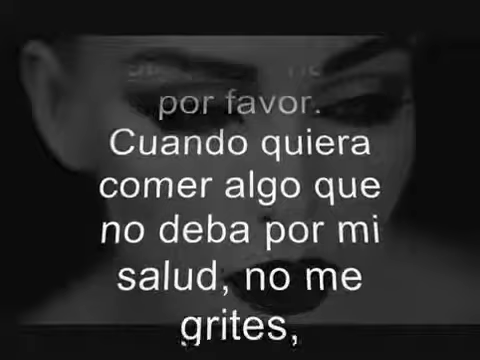 por favor.
Cuando quiera
comer algo que
no deba por mi
salud, no me
grites,